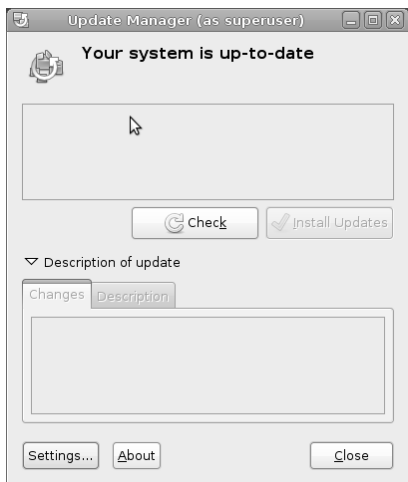 Update Manager (as superuser)
Your system is up-to-date
Check
Install Updates
Description of update
Changes
Description
Settings...
About
Close